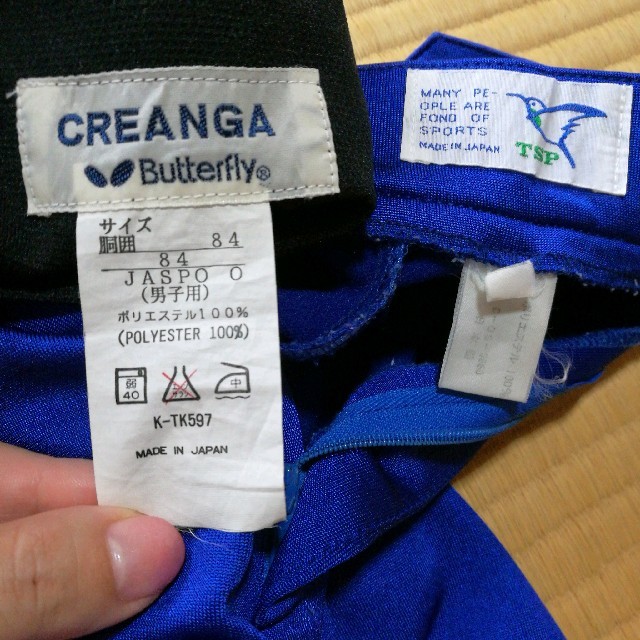 CREANGA
Butterfly®
サイズ
胴囲 84
84
JASPO O
(男子用)
ポリエステル100%
(POLYESTER 100%)
弱
40
中
K-TK597
MADE IN JAPAN
MANY PE-
OPLE ARE
FOND OF
SPORTS
MADE IN JAPAN
TSP